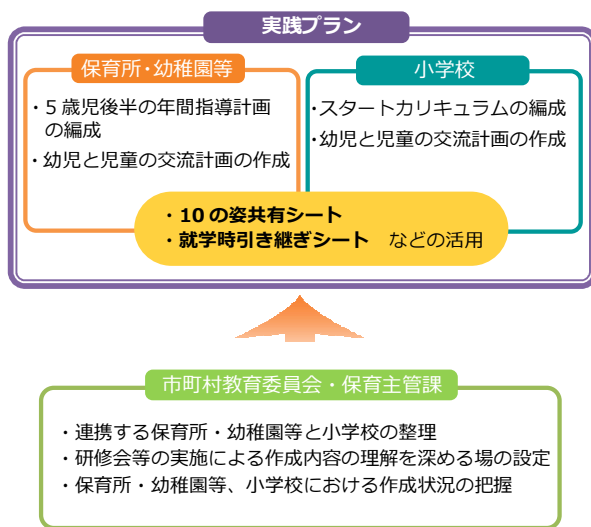 実践プラン
保育所・幼稚園等
・5歳児後半の年間指導計画
の編成
・幼児と児童の交流計画の作成
小学校
・スタートカリキュラムの編成
・幼児と児童の交流計画の作成
・10の姿共有シート
・就学時引き継ぎシート　などの活用
市町村教育委員会・保育主管課
・連携する保育所・幼稚園等と小学校の整理
・研修会等の実施による作成内容の理解を深める場の設定
・保育所・幼稚園等、小学校における作成状況の把握